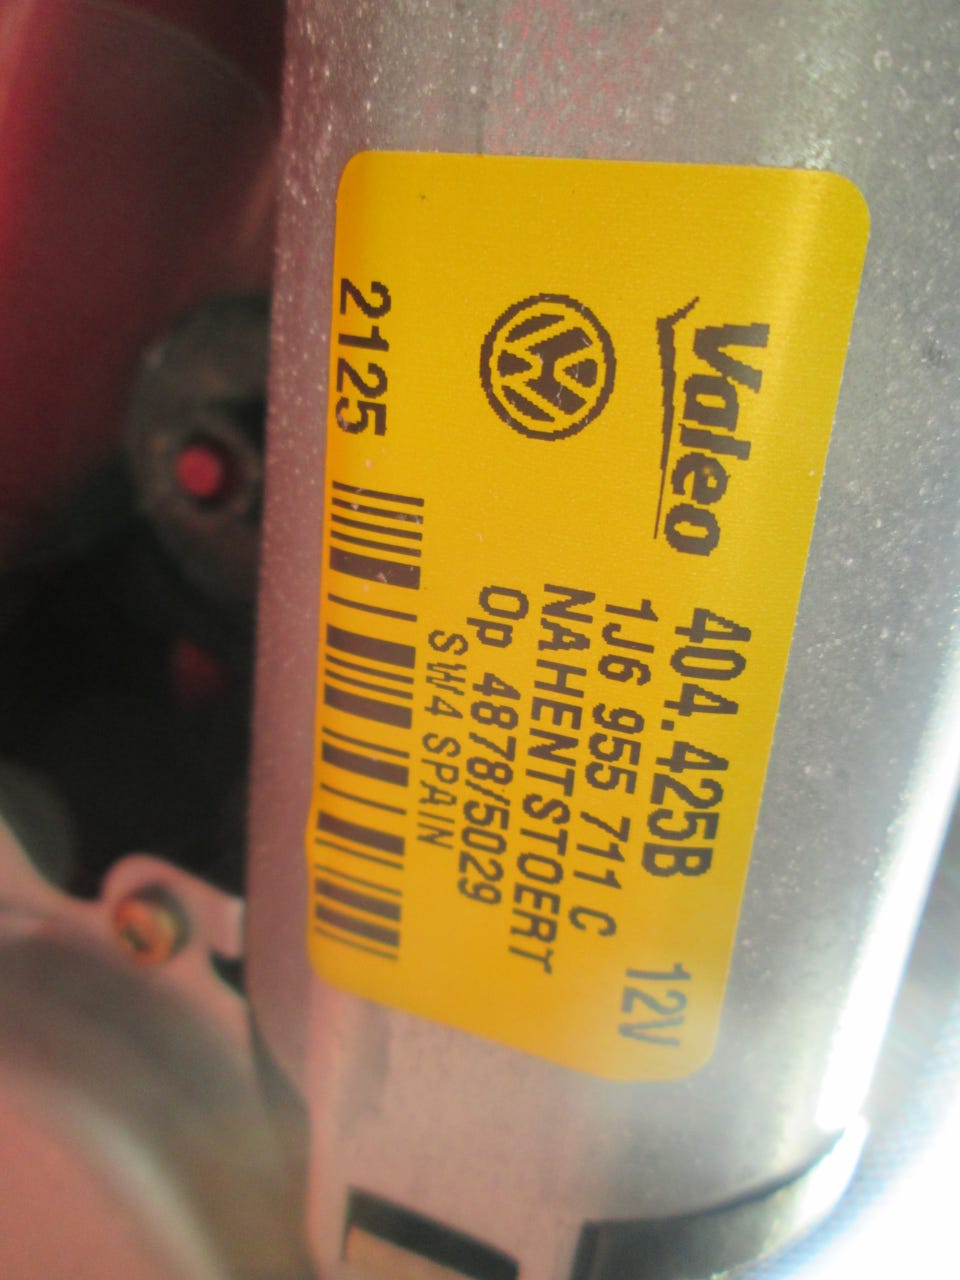 Valeo
404.425B 12V
1J6 955 711 C
NAHENTSTOERT
Op 4878/5029
SW4 SPAIN
2125